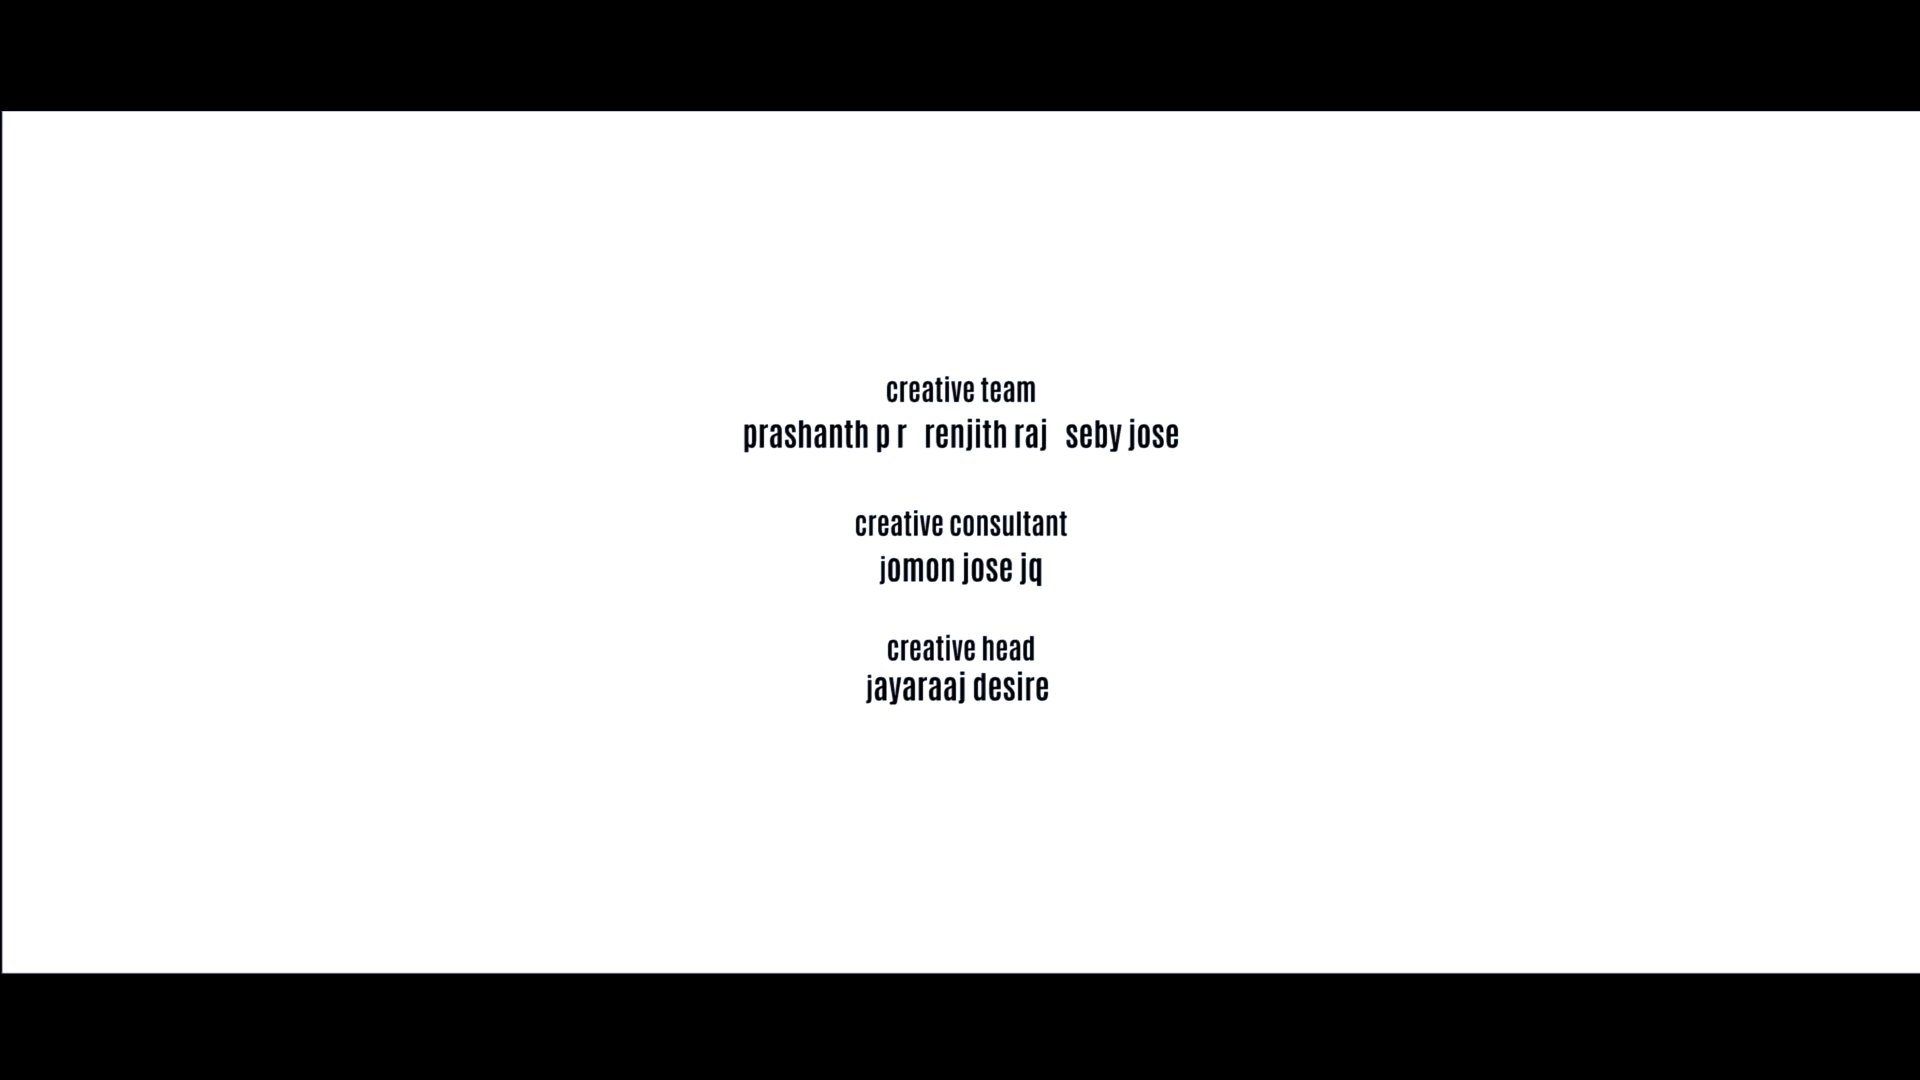 creative team
prashanth p r renjith raj seby jose
creative consultant
jomon jose jq
creative head
jayaraaj desire